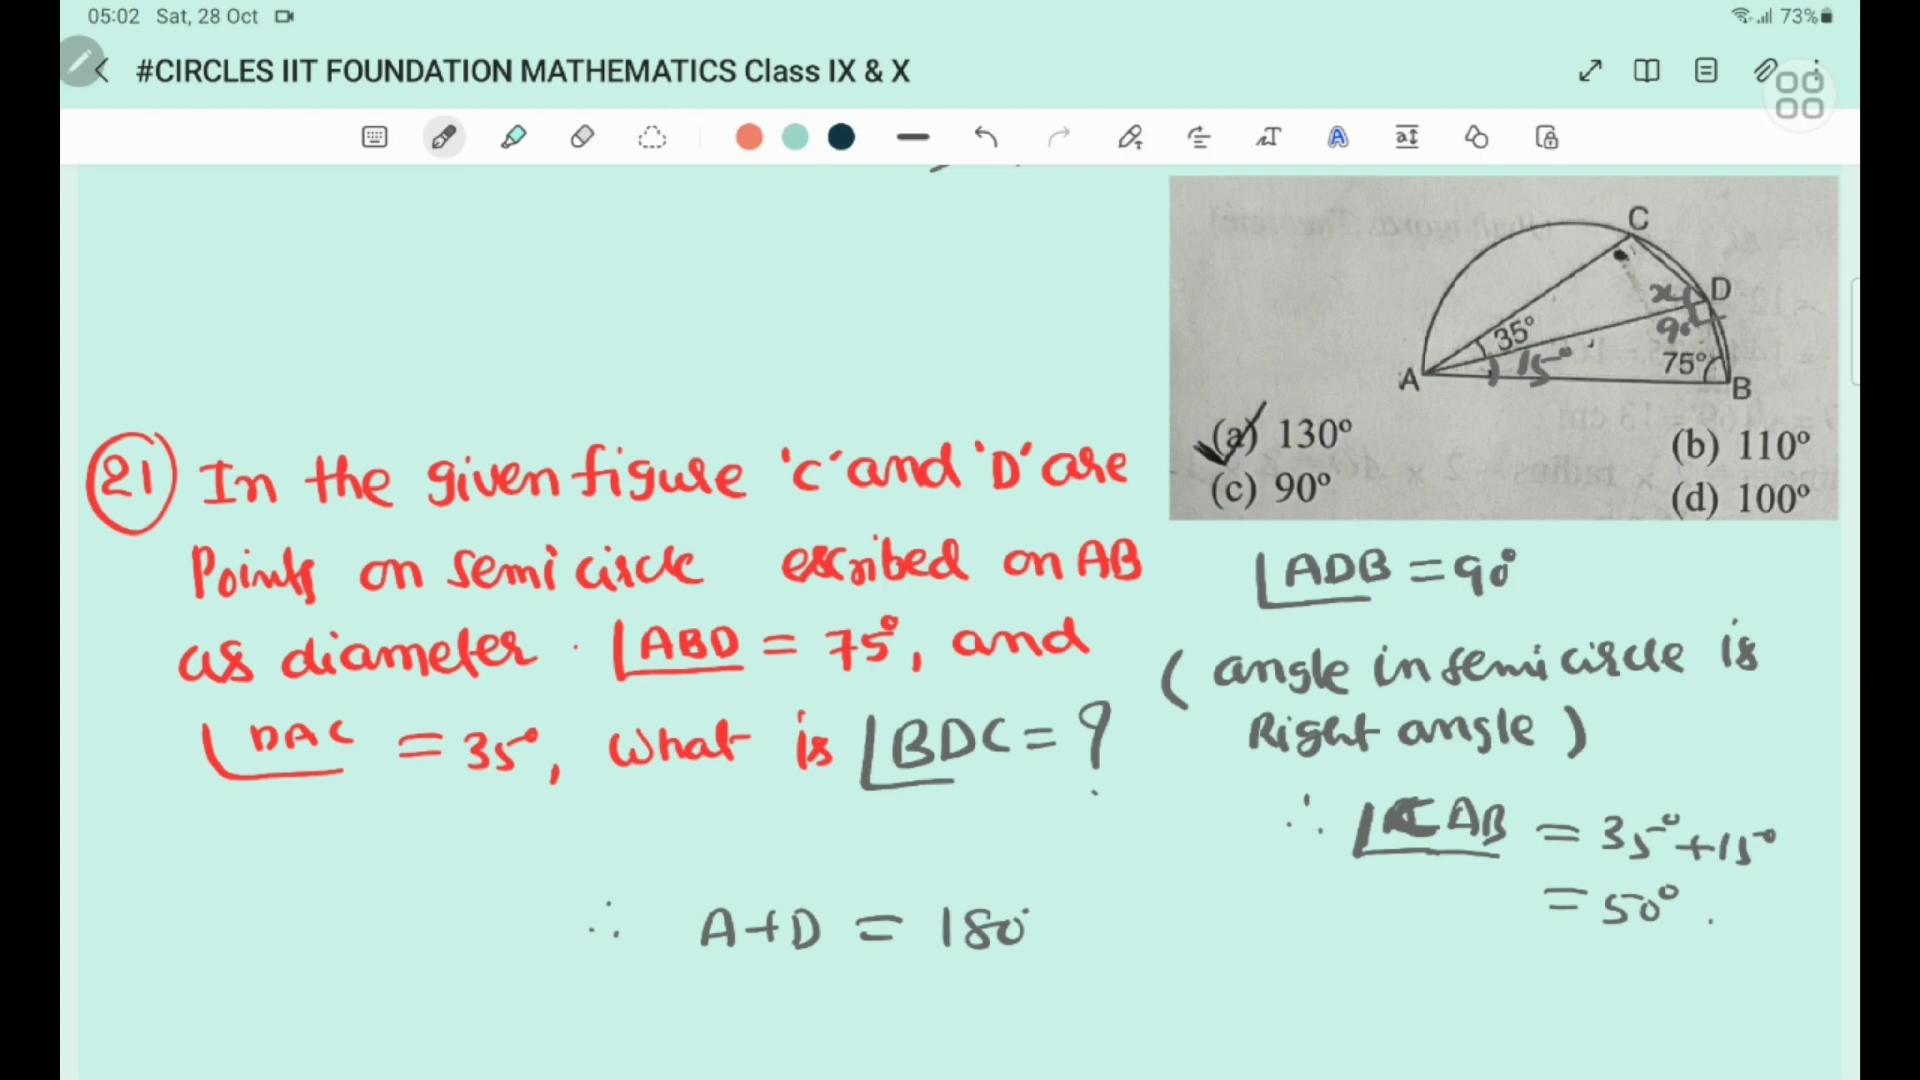 05:02 Sat, 28 Oct
73%
#CIRCLES IIT FOUNDATION MATHEMATICS Class IX & X
C
D
x
35°
90
15°
75°
A
B
(a) 130°
(b) 110°
(c) 90°
(d) 100°
21 In the given figure 'C' and 'D' are
Points on semi circle escribed on AB
as diameter. ∠ABD = 75°, and
∠DAC = 35°, what is ∠BDC = ?
∠ADB = 90°
(angle in semi circle is
Right angle)
∴ ∠CAB = 35° + 15°
= 50°.
∴ A+D = 180°